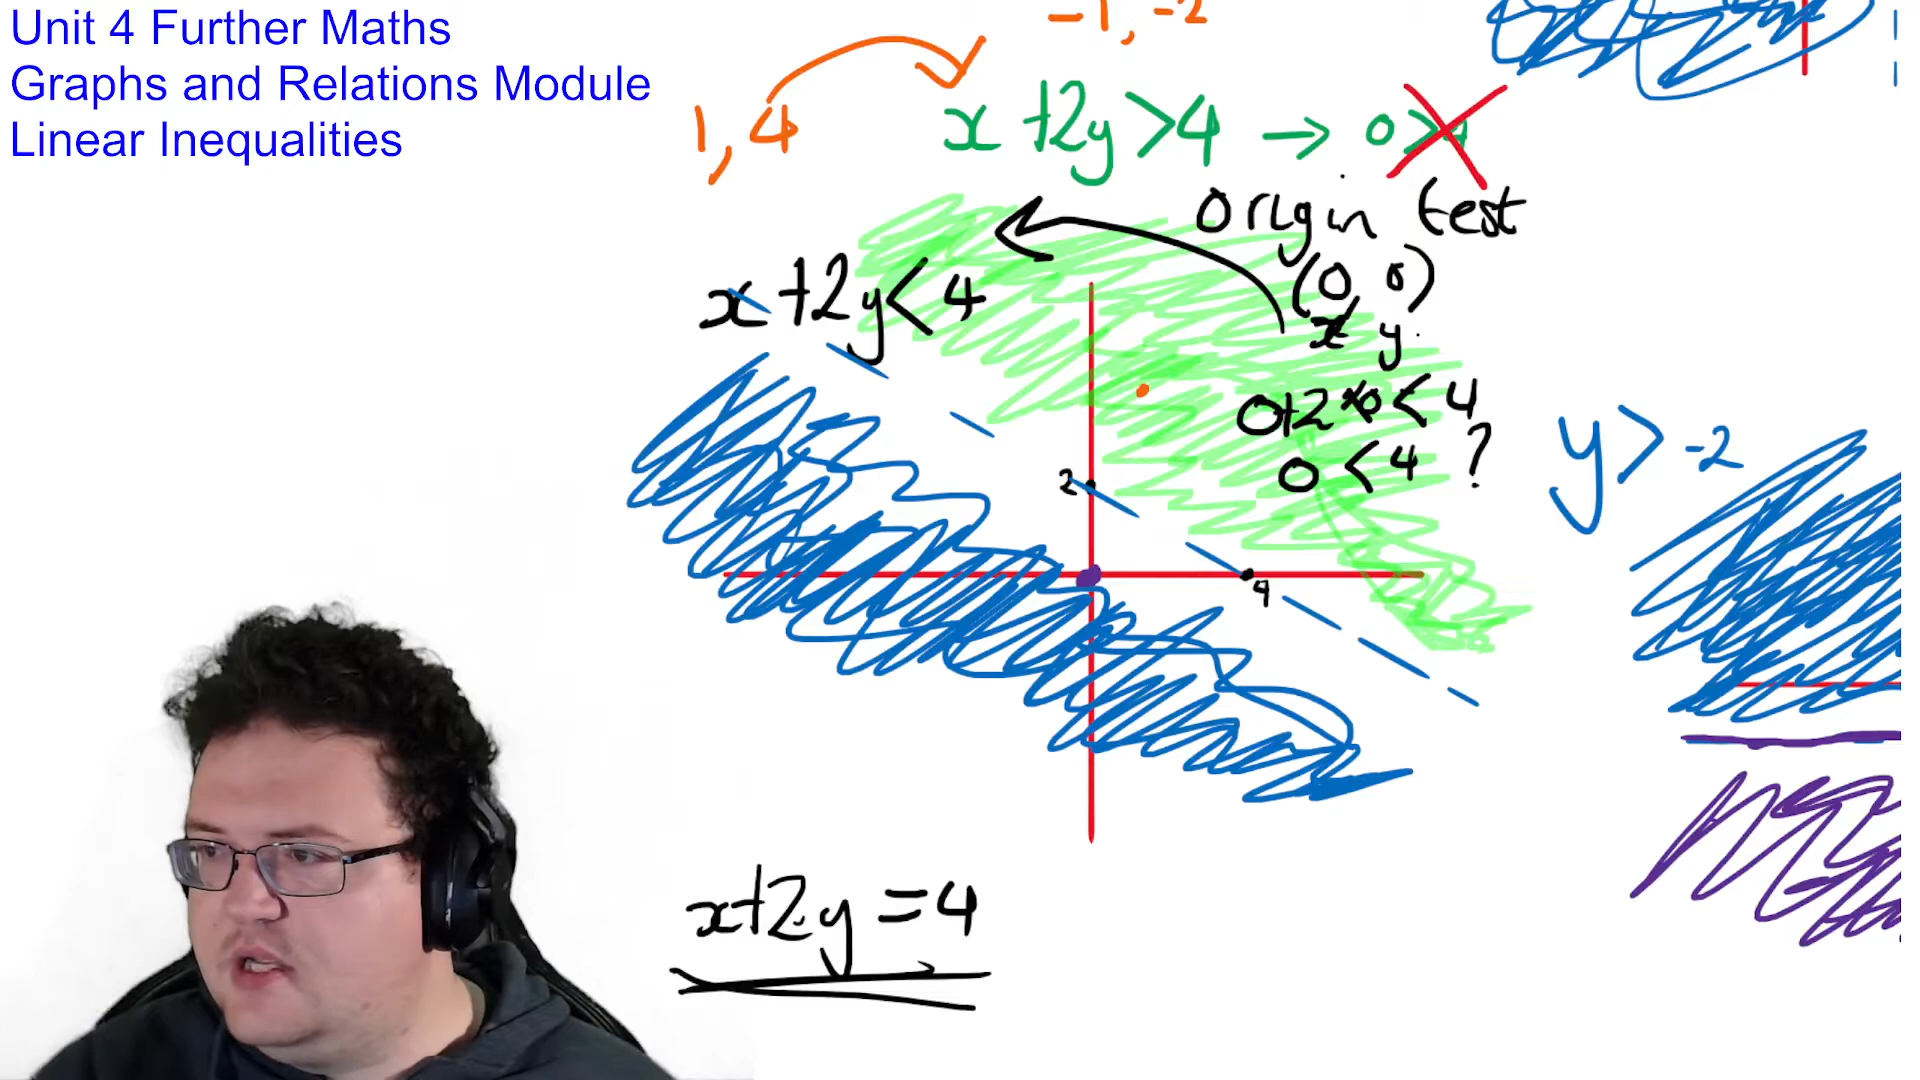 Unit 4 Further Maths
Graphs and Relations Module
Linear Inequalities
-1, -2
1, 4
x +2y >4 → 0>4
origin test
(0, 0)
x y
x +2y < 4
0+2*0 < 4
0 < 4 ?
2
4
y > -2
x+2y =4